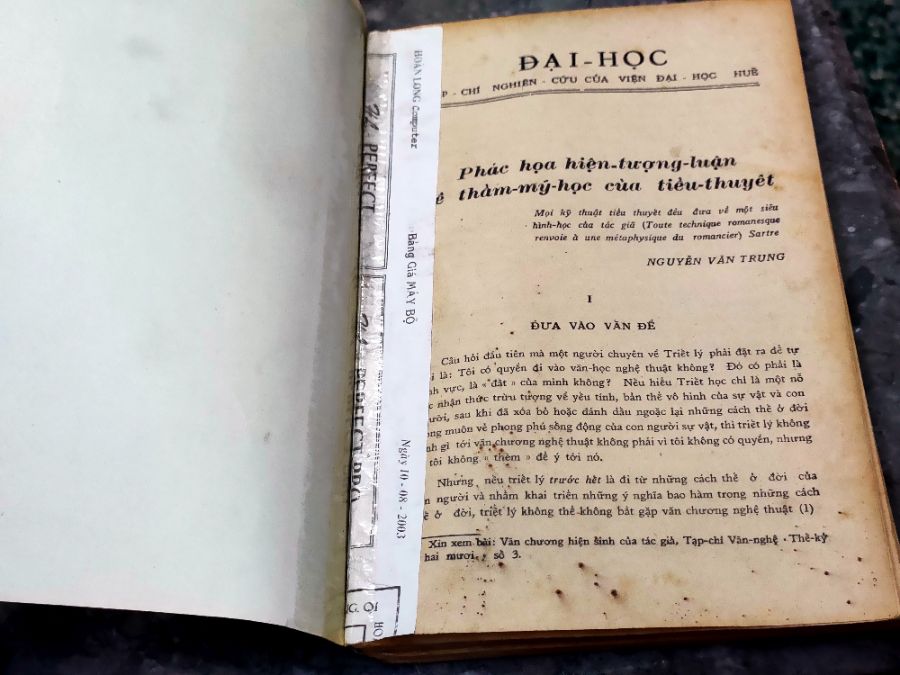 ĐẠI-HỌC
P - CHÍ NGHIÊN - CỨU CỦA VIỆN ĐẠI - HỌC HUẾ
Phác họa hiện-tượng-luận
ề thẩm-mỹ-học của tiểu-thuyết
Mọi kỹ thuật tiểu thuyết đều đưa về một siêu
hình-học của tác giả (Toute technique romanesque
renvoie à une métaphysique du romancier) Sartre
NGUYỄN VĂN TRUNG
I
ĐƯA VÀO VẤN ĐỀ
Câu hỏi đầu tiên mà một người chuyên về Triết lý phải đặt ra để tự
là: Tôi có quyền đi vào văn-học nghệ thuật không? Đó có phải là
nh vực, là « đất » của mình không? Nếu hiểu Triết học chỉ là một nỗ
nhận thức trừu tượng về yếu tính, bản thể vô hình của sự vật và con
ười, sau khi đã xóa bỏ hoặc đánh dấu ngoặc lại những cách thể ở đời
ong muôn vẻ phong phú sống động của con người sự vật, thì triết lý không
nh gì tới văn chương nghệ thuật không phải vì tôi không có quyền, nhưng
tôi không « thèm » để ý tới nó.
Nhưng, nếu triết lý trước hết là đi từ những cách thể ở đời của
n người và nhằm khai triển những ý nghĩa bao hàm trong những cách
ể ở đời, triết lý không thể không bắt gặp văn chương nghệ thuật (1)
Xin xem bài: Văn chương hiện sinh của tác giả, Tạp-chí Văn-nghệ · Thế-kỷ
hai mươi, số 3.
HOÀN LONG Computer
Bảng Giá MÁY BỘ
Ngày 10 - 08 - 2003
PERFECT
PERFECT PRO
G. Q1
HO